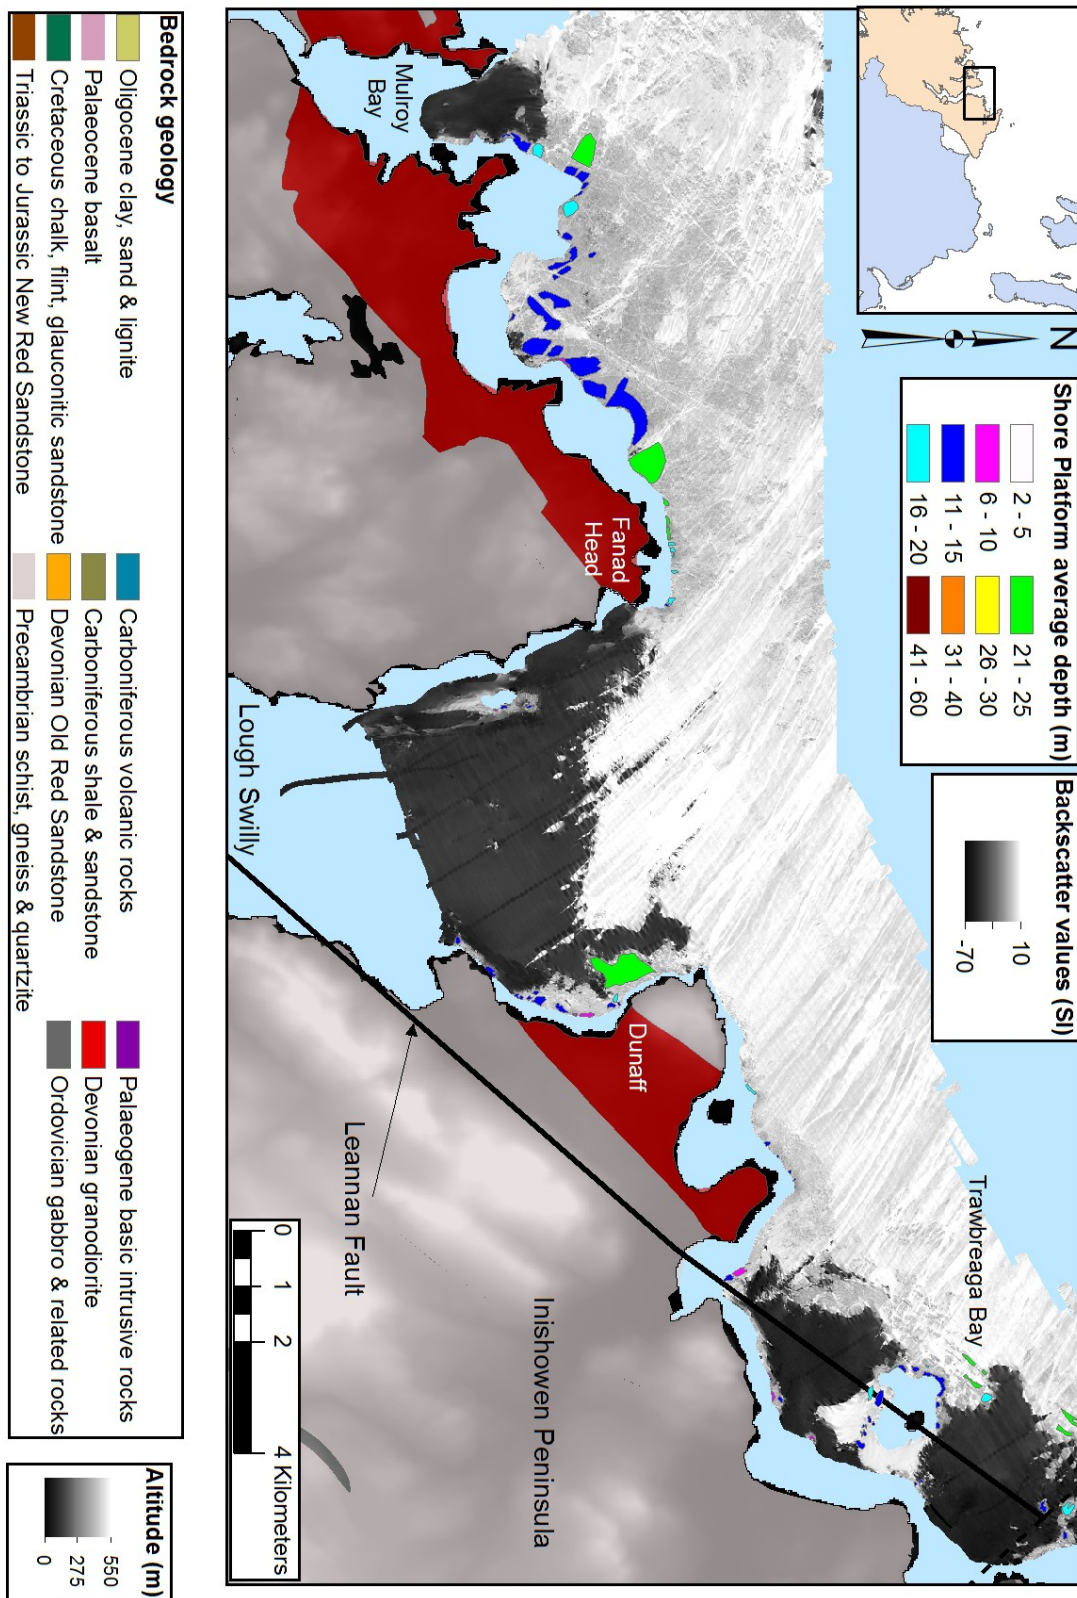 N
Shore Platform average depth (m)
2 - 5
6 - 10
11 - 15
16 - 20
21 - 25
26 - 30
31 - 40
41 - 60
Backscatter values (SI)
10
-70
Mulroy
Bay
Fanad
Head
Lough Swilly
Dunaff
Leannan Fault
Trawbreaga Bay
Inishowen Peninsula
0
1
2
4 Kilometers
Bedrock geology
Oligocene clay, sand & lignite
Palaeocene basalt
Cretaceous chalk, flint, glauconitic sandstone
Triassic to Jurassic New Red Sandstone
Carboniferous volcanic rocks
Carboniferous shale & sandstone
Devonian Old Red Sandstone
Precambrian schist, gneiss & quartzite
Palaeogene basic intrusive rocks
Devonian granodiorite
Ordovician gabbro & related rocks
Altitude (m)
550
275
0